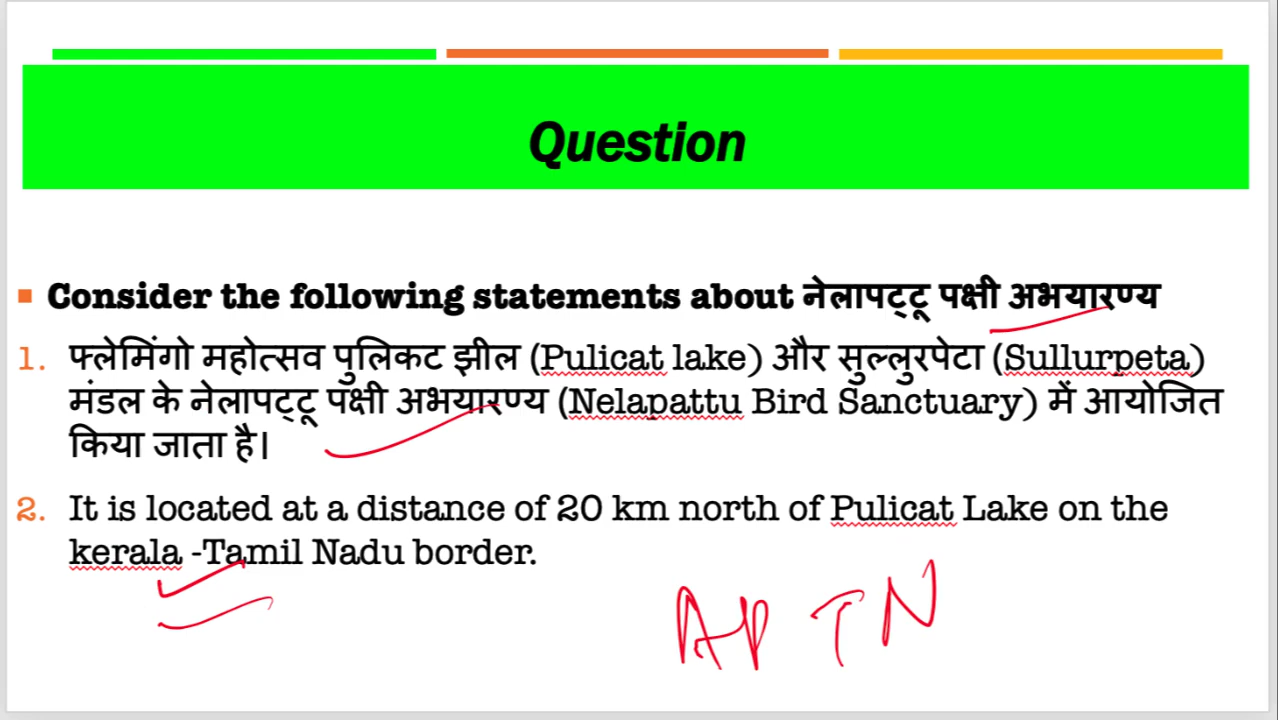 Question
Consider the following statements about नेलापट्टू पक्षी अभयारण्य
1. फ्लेमिंगो महोत्सव पुलिकट झील (Pulicat lake) और सुल्लुरपेटा (Sullurpeta)
मंडल के नेलापट्टू पक्षी अभयारण्य (Nelapattu Bird Sanctuary) में आयोजित
किया जाता है।
2. It is located at a distance of 20 km north of Pulicat Lake on the
kerala -Tamil Nadu border.
AP TN